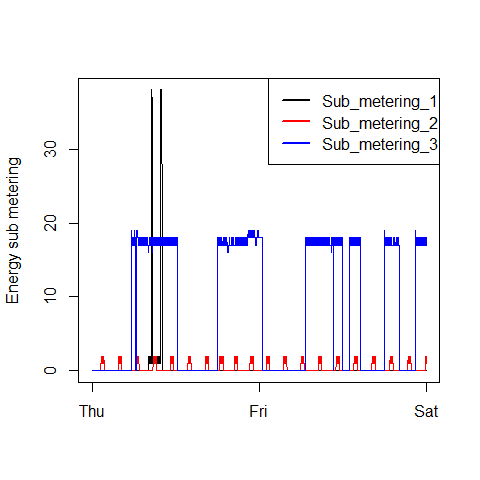 Sub_metering_1
Sub_metering_2
Sub_metering_3
Energy sub metering
30
20
10
0
Thu
Fri
Sat